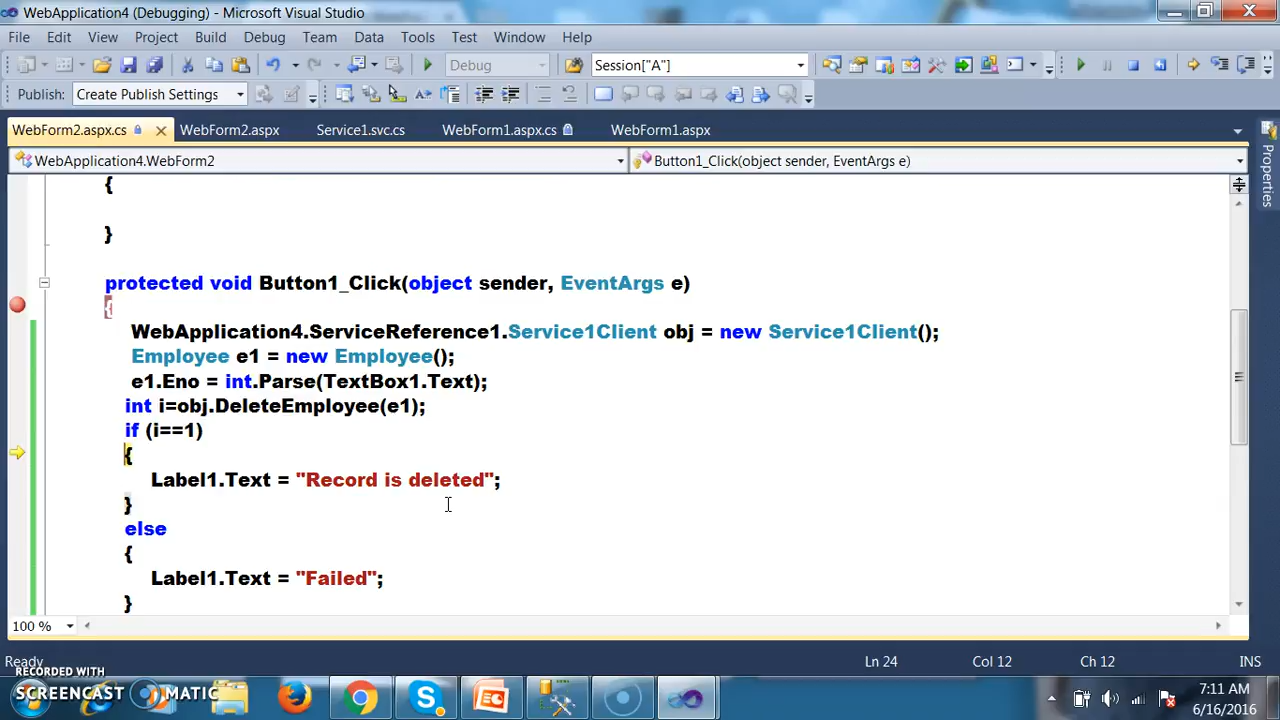 WebApplication4 (Debugging) - Microsoft Visual Studio
File Edit View Project Build Debug Team Data Tools Test Window Help
Debug Session["A"]
Publish: Create Publish Settings
WebForm2.aspx.cs WebForm2.aspx Service1.svc.cs WebForm1.aspx.cs WebForm1.aspx
Properties
WebApplication4.WebForm2 Button1_Click(object sender, EventArgs e)
{
}
protected void Button1_Click(object sender, EventArgs e)
{
WebApplication4.ServiceReference1.Service1Client obj = new Service1Client();
Employee e1 = new Employee();
e1.Eno = int.Parse(TextBox1.Text);
int i=obj.DeleteEmployee(e1);
if (i==1)
{
Label1.Text = "Record is deleted";
}
else
{
Label1.Text = "Failed";
}
100 %
Ready Ln 24 Col 12 Ch 12 INS
RECORDED WITH
SCREENCAST MATIC
7:11 AM
6/16/2016